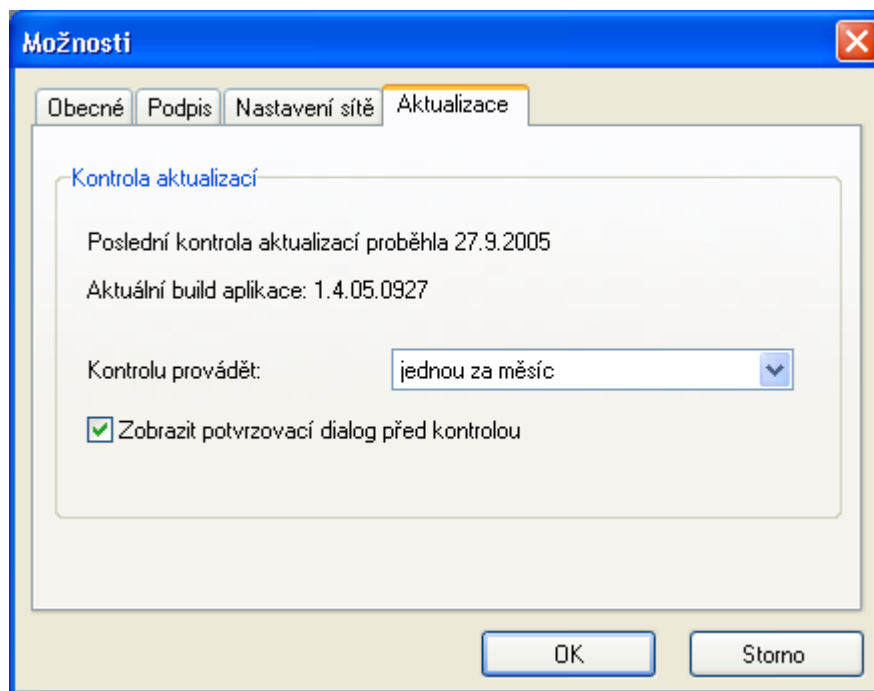 Možnosti
Obecné Podpis Nastavení sítě Aktualizace
Kontrola aktualizací
Poslední kontrola aktualizací proběhla 27.9.2005
Aktuální build aplikace: 1.4.05.0927
Kontrolu provádět: jednou za měsíc
Zobrazit potvrzovací dialog před kontrolou
OK Storno